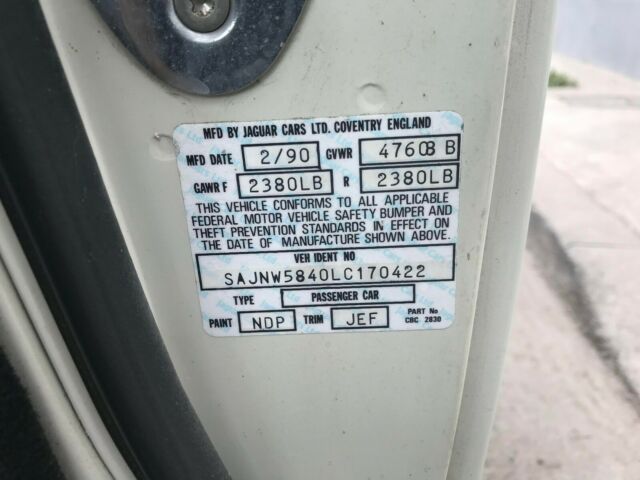 MFD BY JAGUAR CARS LTD. COVENTRY ENGLAND
MFD DATE 2/90 GVWR 47608 B
GAWR F 2380LB R 2380LB
THIS VEHICLE CONFORMS TO ALL APPLICABLE
FEDERAL MOTOR VEHICLE SAFETY BUMPER AND
THEFT PREVENTION STANDARDS IN EFFECT ON
THE DATE OF MANUFACTURE SHOWN ABOVE.
VEH IDENT NO
SAJNW5840LC170422
TYPE PASSENGER CAR
PAINT NDP TRIM JEF PART No CBC 2830